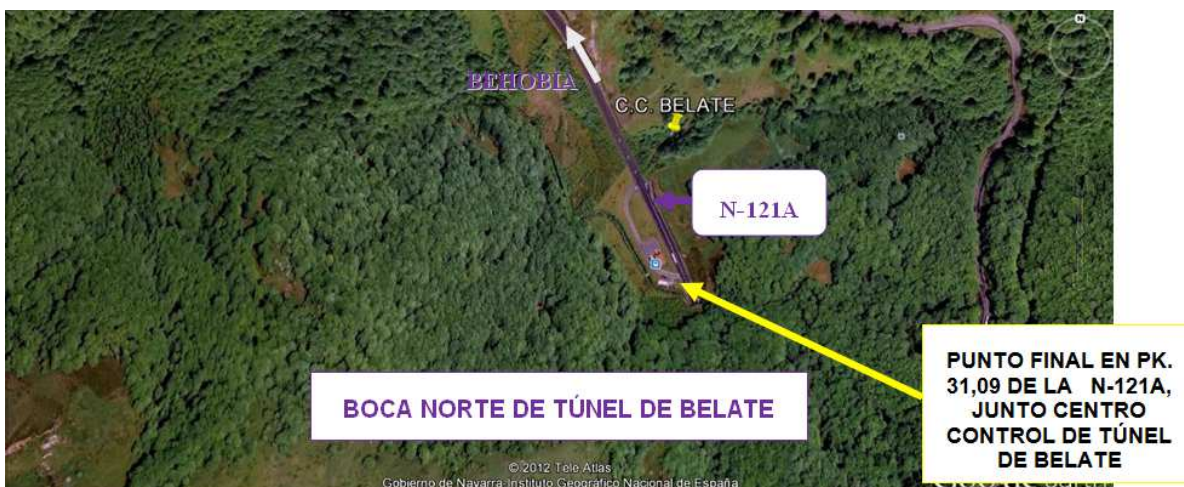 N
BEHOBIA
C.C. BELATE
N-121A
PUNTO FINAL EN PK.
31,09 DE LA N-121A,
JUNTO CENTRO
CONTROL DE TÚNEL
DE BELATE
BOCA NORTE DE TÚNEL DE BELATE
© 2012 Tele Atlas
Gobierno de Navarra-Instituto Geográfico Nacional de España